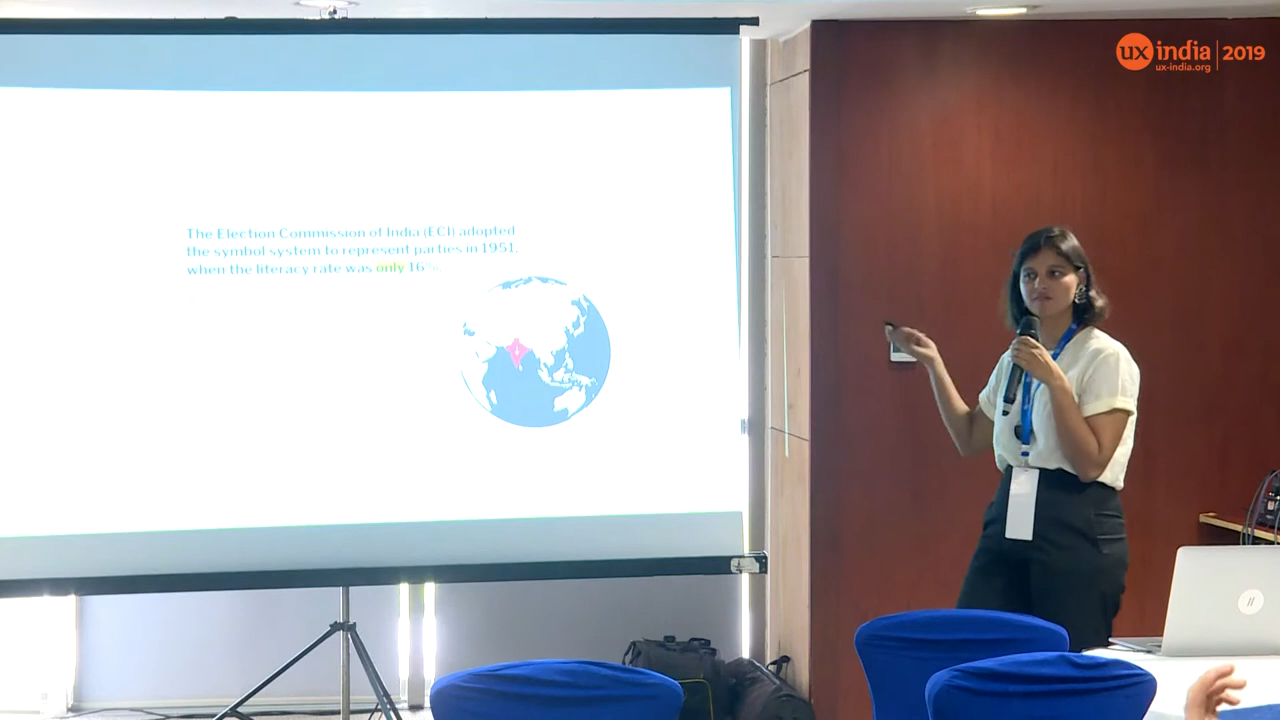 The Election Commission of India (ECI) adopted
the symbol system to represent parties in 1951,
when the literacy rate was only 16%.
ux india 2019
ux-india.org